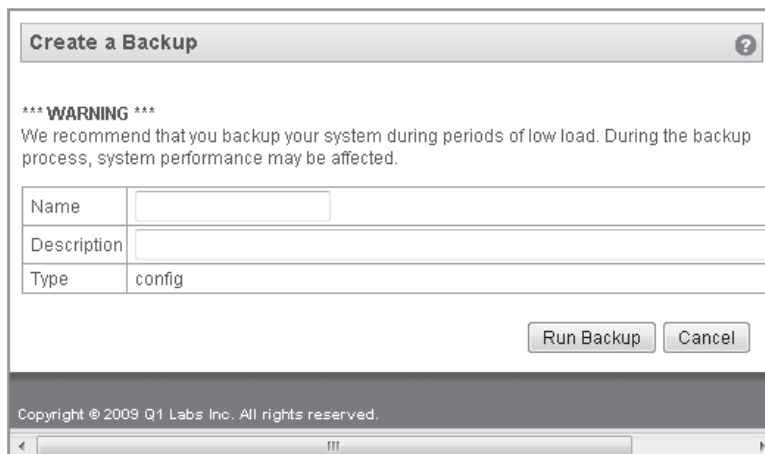 Create a Backup
?
*** WARNING ***
We recommend that you backup your system during periods of low load. During the backup
process, system performance may be affected.
Name
Description
Type config
Run Backup Cancel
Copyright © 2009 Q1 Labs Inc. All rights reserved.